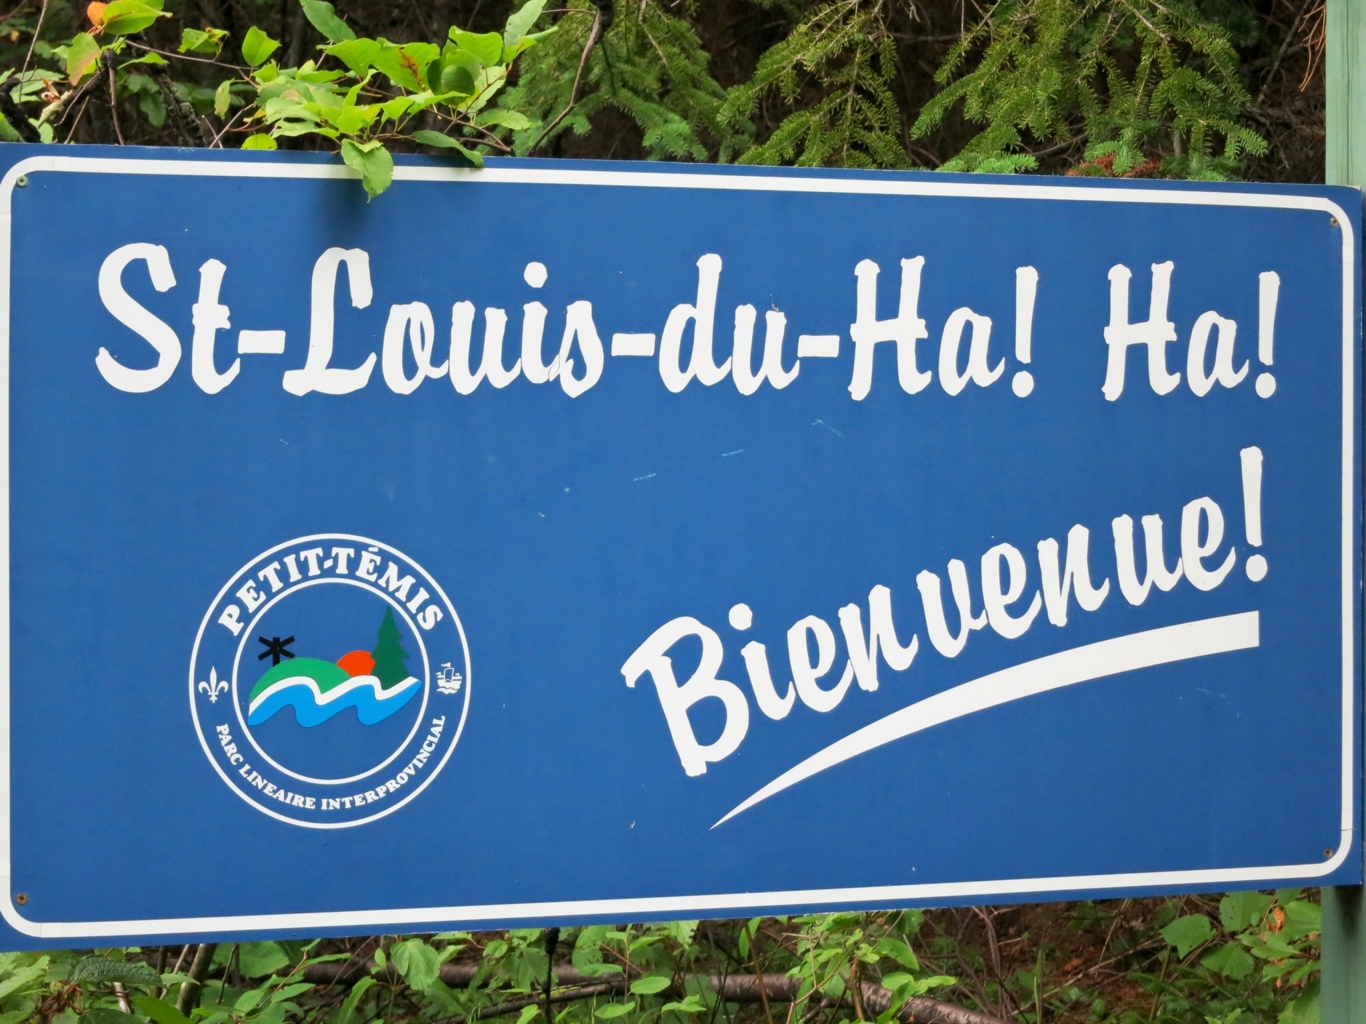 St-Louis-du-Ha! Ha!
Bienvenue!
PETIT-TÉMIS
PARC LINEAIRE INTERPROVINCIAL